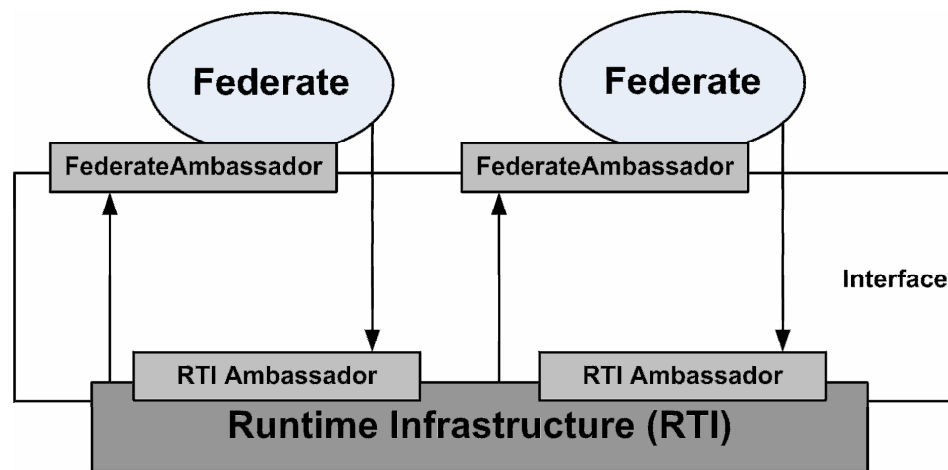 Federate
Federate
FederateAmbassador
FederateAmbassador
Interface
RTI Ambassador
RTI Ambassador
Runtime Infrastructure (RTI)